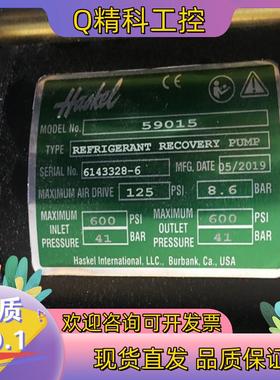 Q精科工控
Haskel
MODEL No. 59015
TYPE REFRIGERANT RECOVERY PUMP
SERIAL No. 6143328-6 MFG. DATE 05/2019
MAXIMUM AIR DRIVE 125 PSI 8.6 BAR
MAXIMUM INLET PRESSURE 600 PSI 41 BAR
MAXIMUM OUTLET PRESSURE 600 PSI 41 BAR
Haskel International, LLC., Burbank, Ca., USA
质
0.1
欢迎咨询可开发票
现货直发 品质